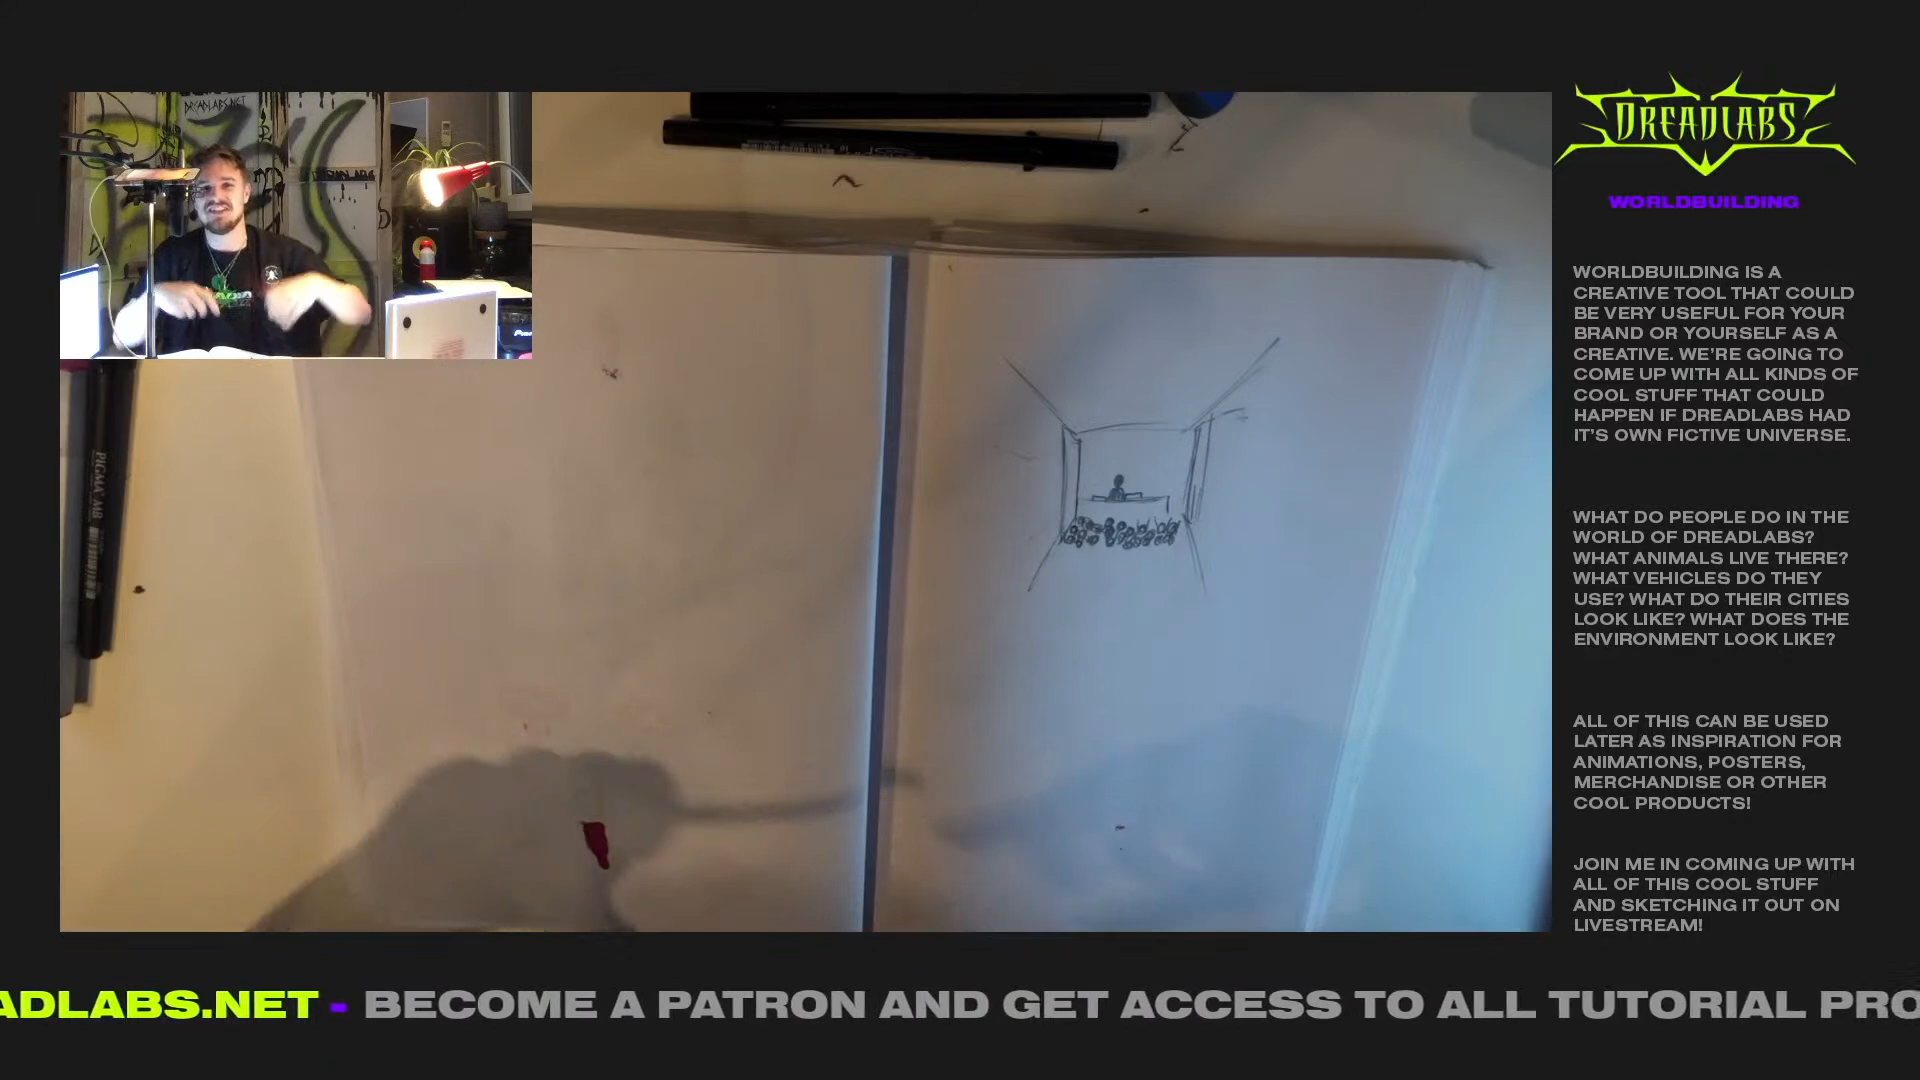 DREADLABS.NET
DREADLABS
DREADLABS
WORLDBUILDING
WORLDBUILDING IS A
CREATIVE TOOL THAT COULD
BE VERY USEFUL FOR YOUR
BRAND OR YOURSELF AS A
CREATIVE. WE'RE GOING TO
COME UP WITH ALL KINDS OF
COOL STUFF THAT COULD
HAPPEN IF DREADLABS HAD
IT'S OWN FICTIVE UNIVERSE.
WHAT DO PEOPLE DO IN THE
WORLD OF DREADLABS?
WHAT ANIMALS LIVE THERE?
WHAT VEHICLES DO THEY
USE? WHAT DO THEIR CITIES
LOOK LIKE? WHAT DOES THE
ENVIRONMENT LOOK LIKE?
ALL OF THIS CAN BE USED
LATER AS INSPIRATION FOR
ANIMATIONS, POSTERS,
MERCHANDISE OR OTHER
COOL PRODUCTS!
JOIN ME IN COMING UP WITH
ALL OF THIS COOL STUFF
AND SKETCHING IT OUT ON
LIVESTREAM!
PIGMA MB
ADLABS.NET - BECOME A PATRON AND GET ACCESS TO ALL TUTORIAL PRO